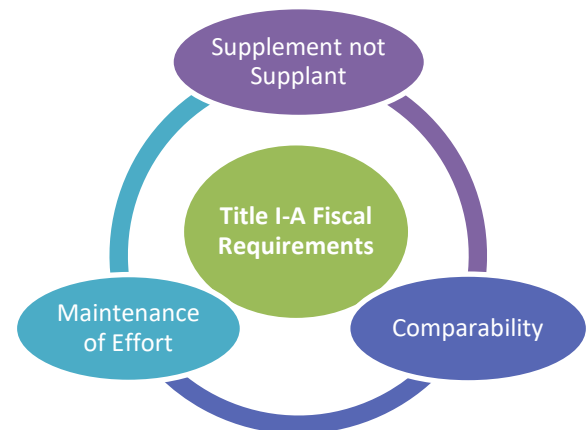 Supplement not
Supplant
Title I-A Fiscal
Requirements
Maintenance
of Effort
Comparability